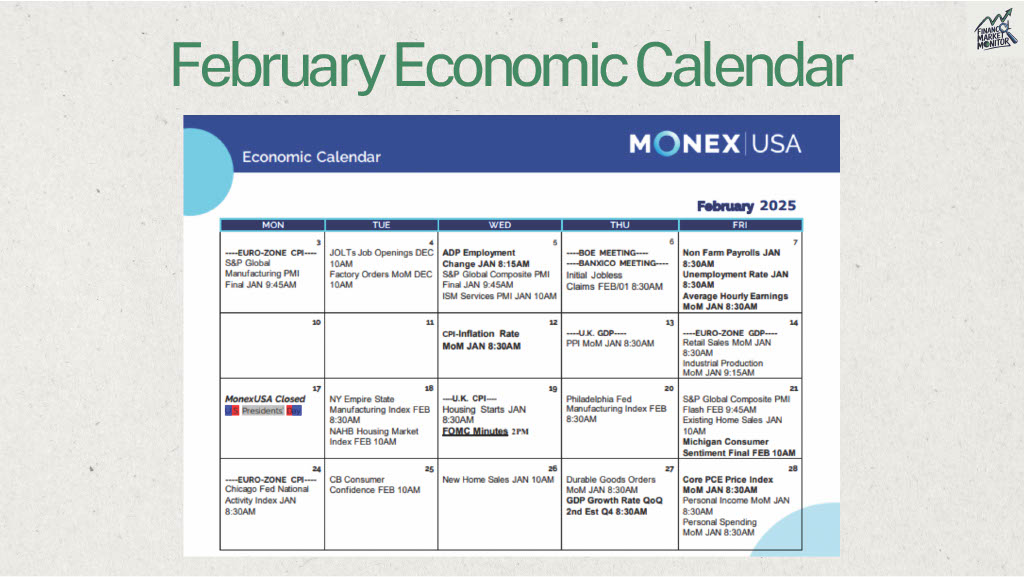 FINANCE
MARKET
MONITOR
February Economic Calendar
Economic Calendar
MONEX|USA
February 2025
MON TUE WED THU FRI
3
----EURO-ZONE CPI----
S&P Global
Manufacturing PMI
Final JAN 9:45AM
4
JOLTs Job Openings DEC
10AM
Factory Orders MoM DEC
10AM
5
ADP Employment
Change JAN 8:15AM
S&P Global Composite PMI
Final JAN 9:45AM
ISM Services PMI JAN 10AM
6
----BOE MEETING----
----BANXICO MEETING----
Initial Jobless
Claims FEB/01 8:30AM
7
Non Farm Payrolls JAN
8:30AM
Unemployment Rate JAN
8:30AM
Average Hourly Earnings
MoM JAN 8:30AM
10
11
12
CPI-Inflation Rate
MoM JAN 8:30AM
13
----U.K. GDP----
PPI MoM JAN 8:30AM
14
----EURO-ZONE GDP----
Retail Sales MoM JAN
8:30AM
Industrial Production
MoM JAN 9:15AM
17
MonexUSA Closed
U.S. Presidents' Day
18
NY Empire State
Manufacturing Index FEB
8:30AM
NAHB Housing Market
Index FEB 10AM
19
----U.K. CPI----
Housing Starts JAN
8:30AM
FOMC Minutes 2PM
20
Philadelphia Fed
Manufacturing Index FEB
8:30AM
21
S&P Global Composite PMI
Flash FEB 9:45AM
Existing Home Sales JAN
10AM
Michigan Consumer
Sentiment Final FEB 10AM
24
----EURO-ZONE CPI----
Chicago Fed National
Activity Index JAN
8:30AM
25
CB Consumer
Confidence FEB 10AM
26
New Home Sales JAN 10AM
27
Durable Goods Orders
MoM JAN 8:30AM
GDP Growth Rate QoQ
2nd Est Q4 8:30AM
28
Core PCE Price Index
MoM JAN 8:30AM
Personal Income MoM JAN
8:30AM
Personal Spending
MoM JAN 8:30AM